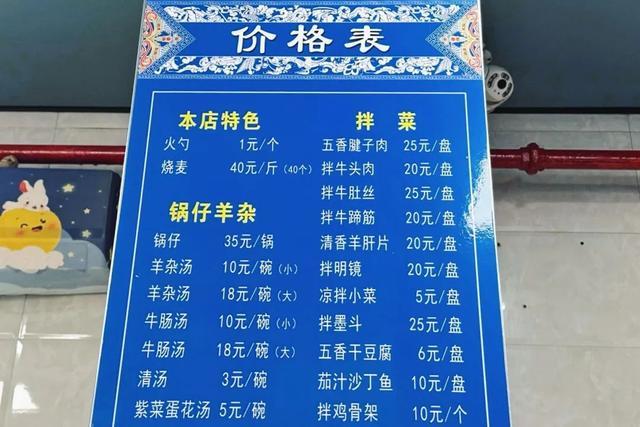 价格表
本店特色
火勺 1元/个
烧麦 40元/斤(40个)
锅仔羊杂
锅仔 35元/锅
羊杂汤 10元/碗(小)
羊杂汤 18元/碗(大)
牛肠汤 10元/碗(小)
牛肠汤 18元/碗(大)
清汤 3元/碗
紫菜蛋花汤 5元/碗
拌菜
五香腱子肉 25元/盘
拌牛头肉 20元/盘
拌牛肚丝 25元/盘
拌牛蹄筋 20元/盘
清香羊肝片 20元/盘
拌明镜 20元/盘
凉拌小菜 5元/盘
拌墨斗 25元/盘
五香干豆腐 6元/盘
茄汁沙丁鱼 10元/盘
拌鸡骨架 10元/个